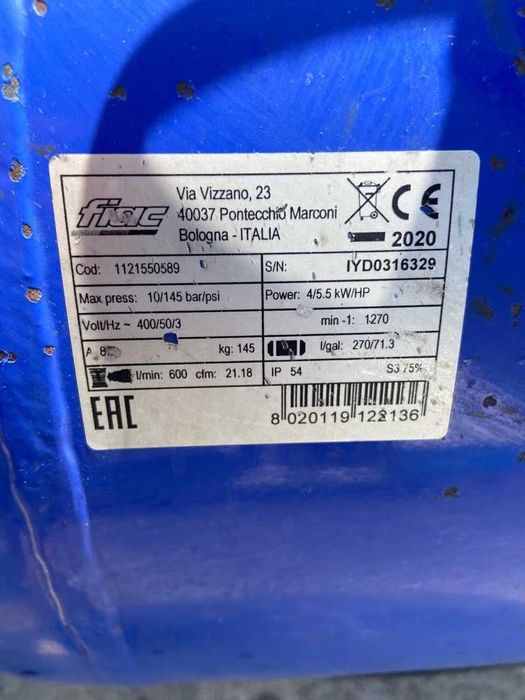 fiac
Via Vizzano, 23
40037 Pontecchio Marconi
Bologna - ITALIA
CE
2020
Cod: 1121550589
S/N: IYD0316329
Max press: 10/145 bar/psi
Power: 4/5.5 kW/HP
Volt/Hz ~ 400/50/3
min -1: 1270
kg: 145
l/gal: 270/71.3
l/min: 600 cfm: 21.18
IP 54
S3 75%
EAC
8 020119 122136